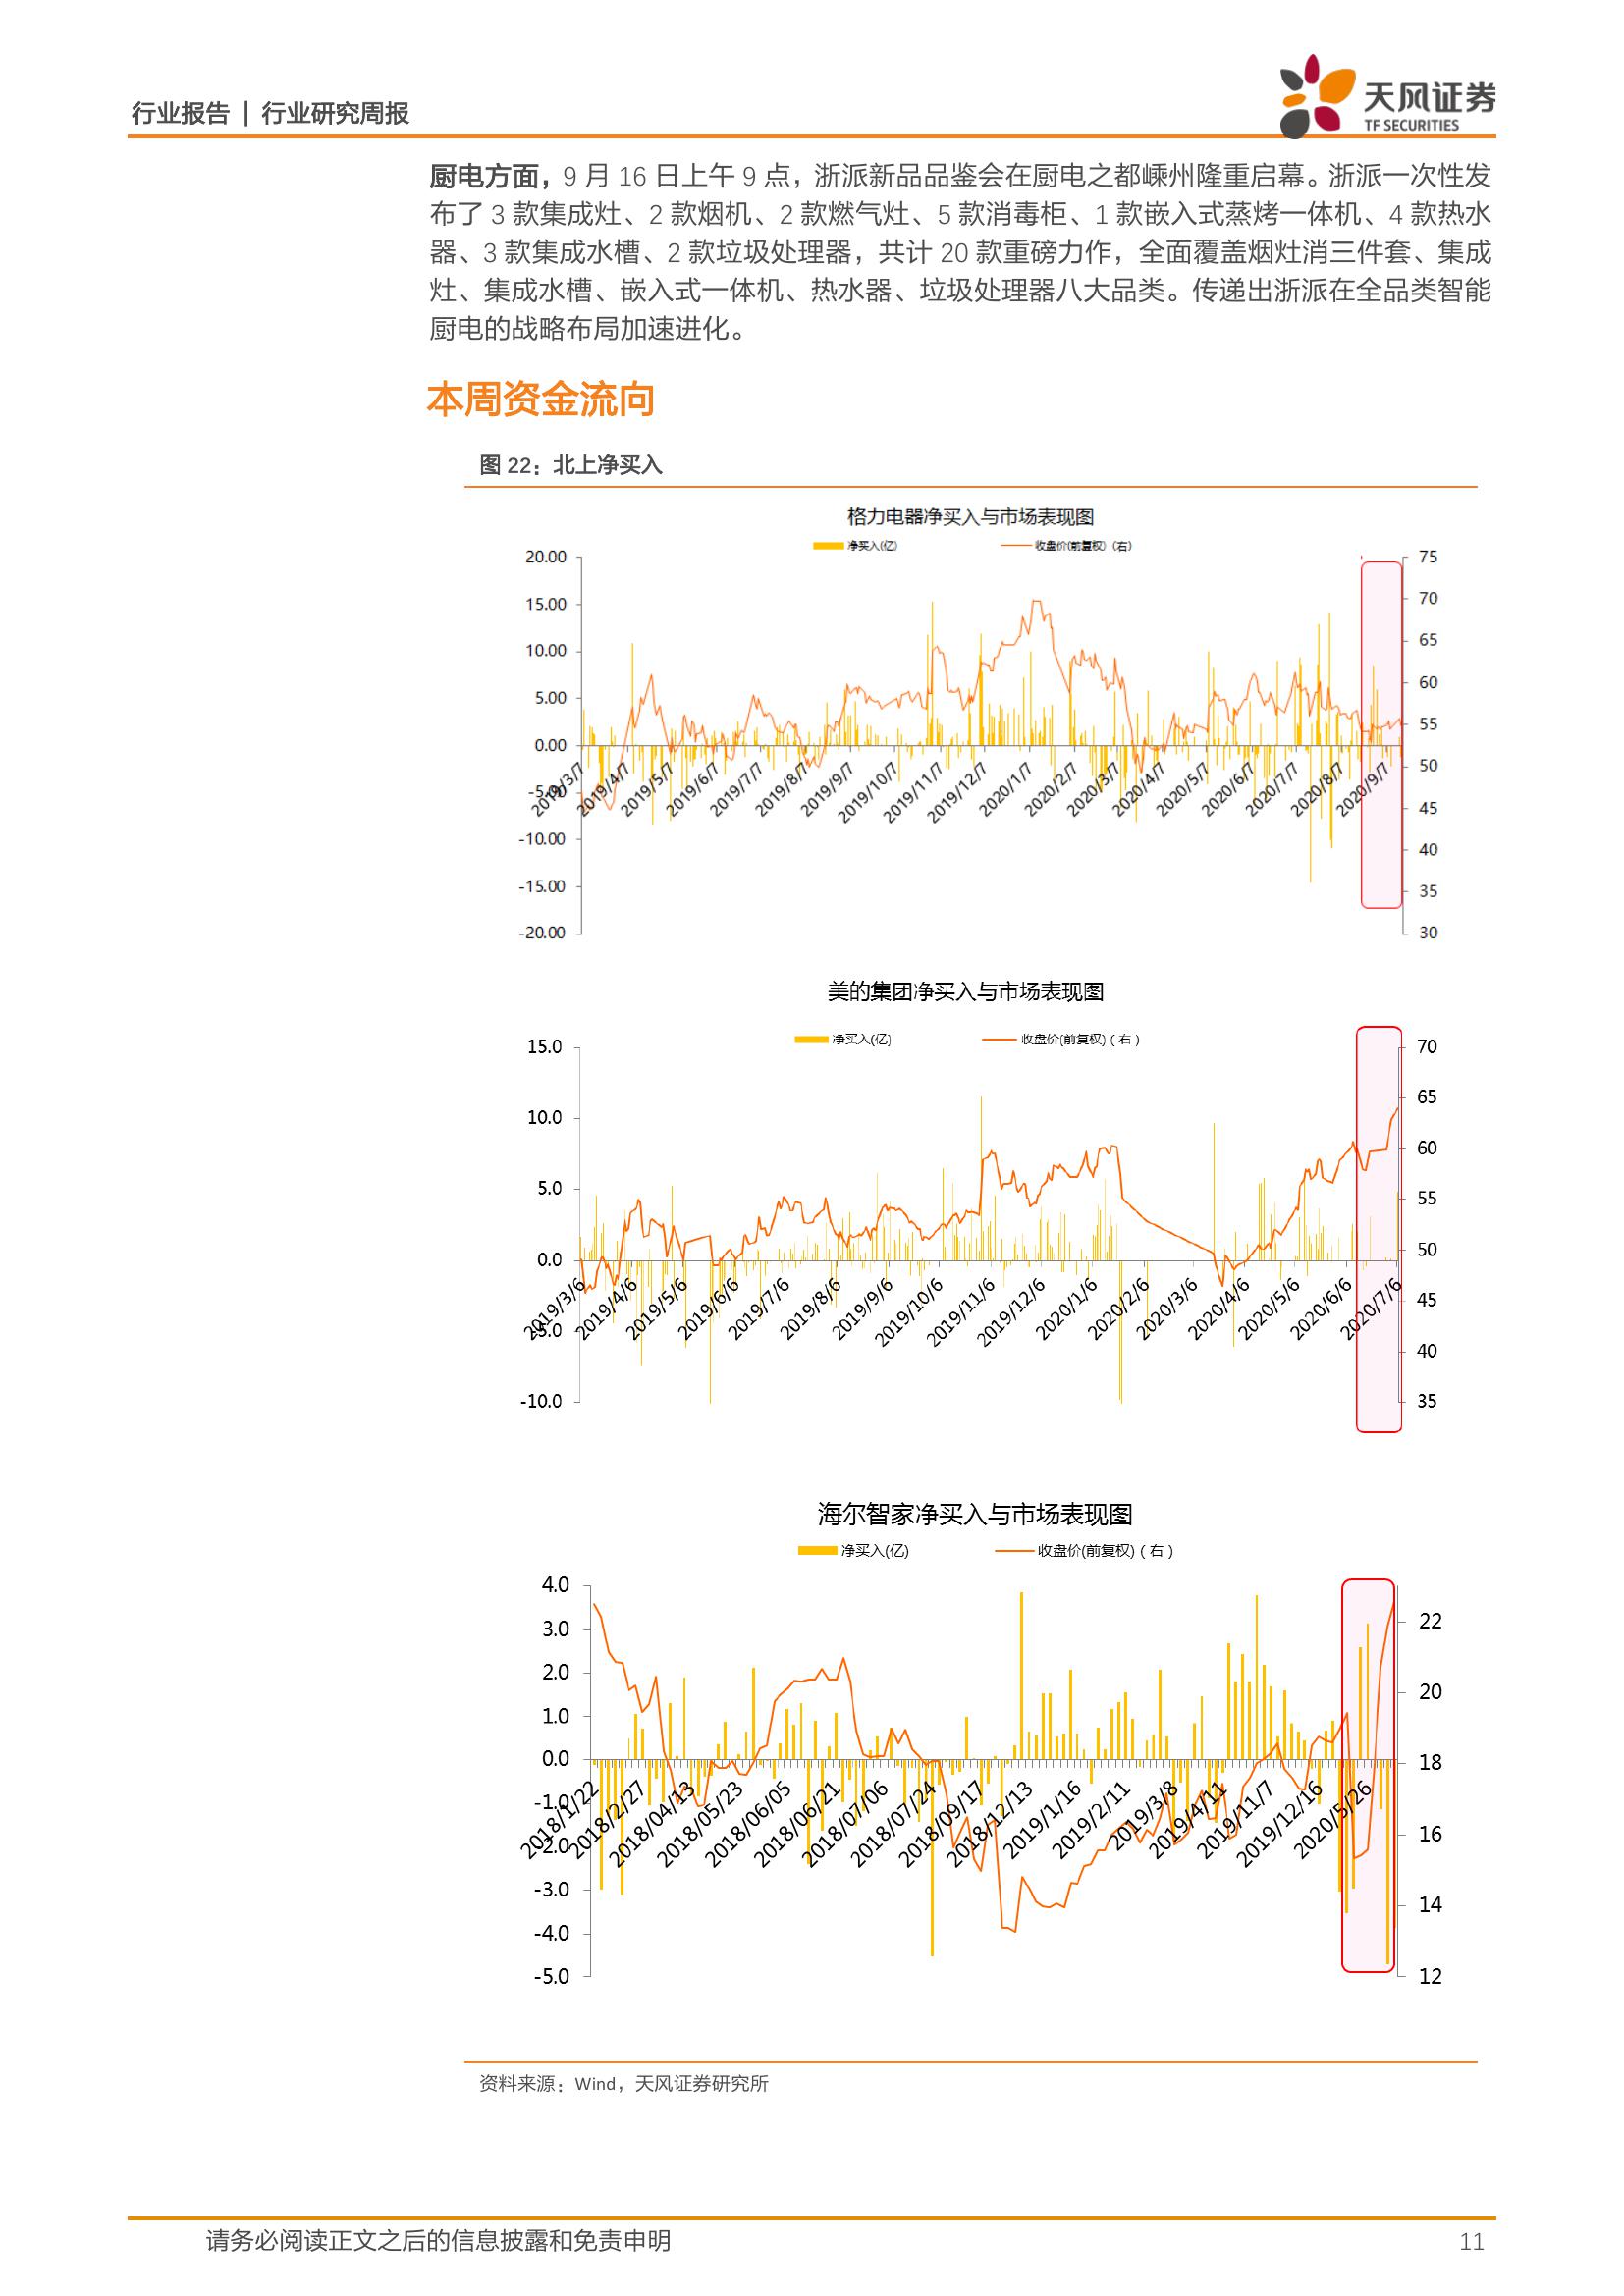 行业报告 | 行业研究周报
天风证券
TF SECURITIES
厨电方面，9 月 16 日上午 9 点，浙派新品品鉴会在厨电之都嵊州隆重启幕。浙派一次性发
布了 3 款集成灶、2 款烟机、2 款燃气灶、5 款消毒柜、1 款嵌入式蒸烤一体机、4 款热水
器、3 款集成水槽、2 款垃圾处理器，共计 20 款重磅力作，全面覆盖烟灶消三件套、集成
灶、集成水槽、嵌入式一体机、热水器、垃圾处理器八大品类。传递出浙派在全品类智能
厨电的战略布局加速进化。
本周资金流向
图 22：北上净买入
格力电器净买入与市场表现图
净买入(亿) 收盘价(前复权)（右）
20.00
15.00
10.00
5.00
0.00
-5.00
-10.00
-15.00
-20.00
75
70
65
60
55
50
45
40
35
30
2019/3/7 2019/4/7 2019/5/7 2019/6/7 2019/7/7 2019/8/7 2019/9/7 2019/10/7 2019/11/7 2019/12/7 2020/1/7 2020/2/7 2020/3/7 2020/4/7 2020/5/7 2020/6/7 2020/7/7 2020/8/7 2020/9/7
美的集团净买入与市场表现图
净买入(亿) 收盘价(前复权)（右）
15.0
10.0
5.0
0.0
-5.0
-10.0
70
65
60
55
50
45
40
35
2019/3/6 2019/4/6 2019/5/6 2019/6/6 2019/7/6 2019/8/6 2019/9/6 2019/10/6 2019/11/6 2019/12/6 2020/1/6 2020/2/6 2020/3/6 2020/4/6 2020/5/6 2020/6/6 2020/7/6
海尔智家净买入与市场表现图
净买入(亿) 收盘价(前复权)（右）
4.0
3.0
2.0
1.0
0.0
-1.0
-2.0
-3.0
-4.0
-5.0
22
20
18
16
14
12
2018/1/22 2018/2/27 2018/04/13 2018/05/23 2018/06/05 2018/06/21 2018/07/06 2018/07/24 2018/09/17 2018/12/13 2019/1/16 2019/2/11 2019/3/8 2019/4/11 2019/11/7 2019/12/16 2020/5/26
资料来源：Wind，天风证券研究所
请务必阅读正文之后的信息披露和免责申明
11